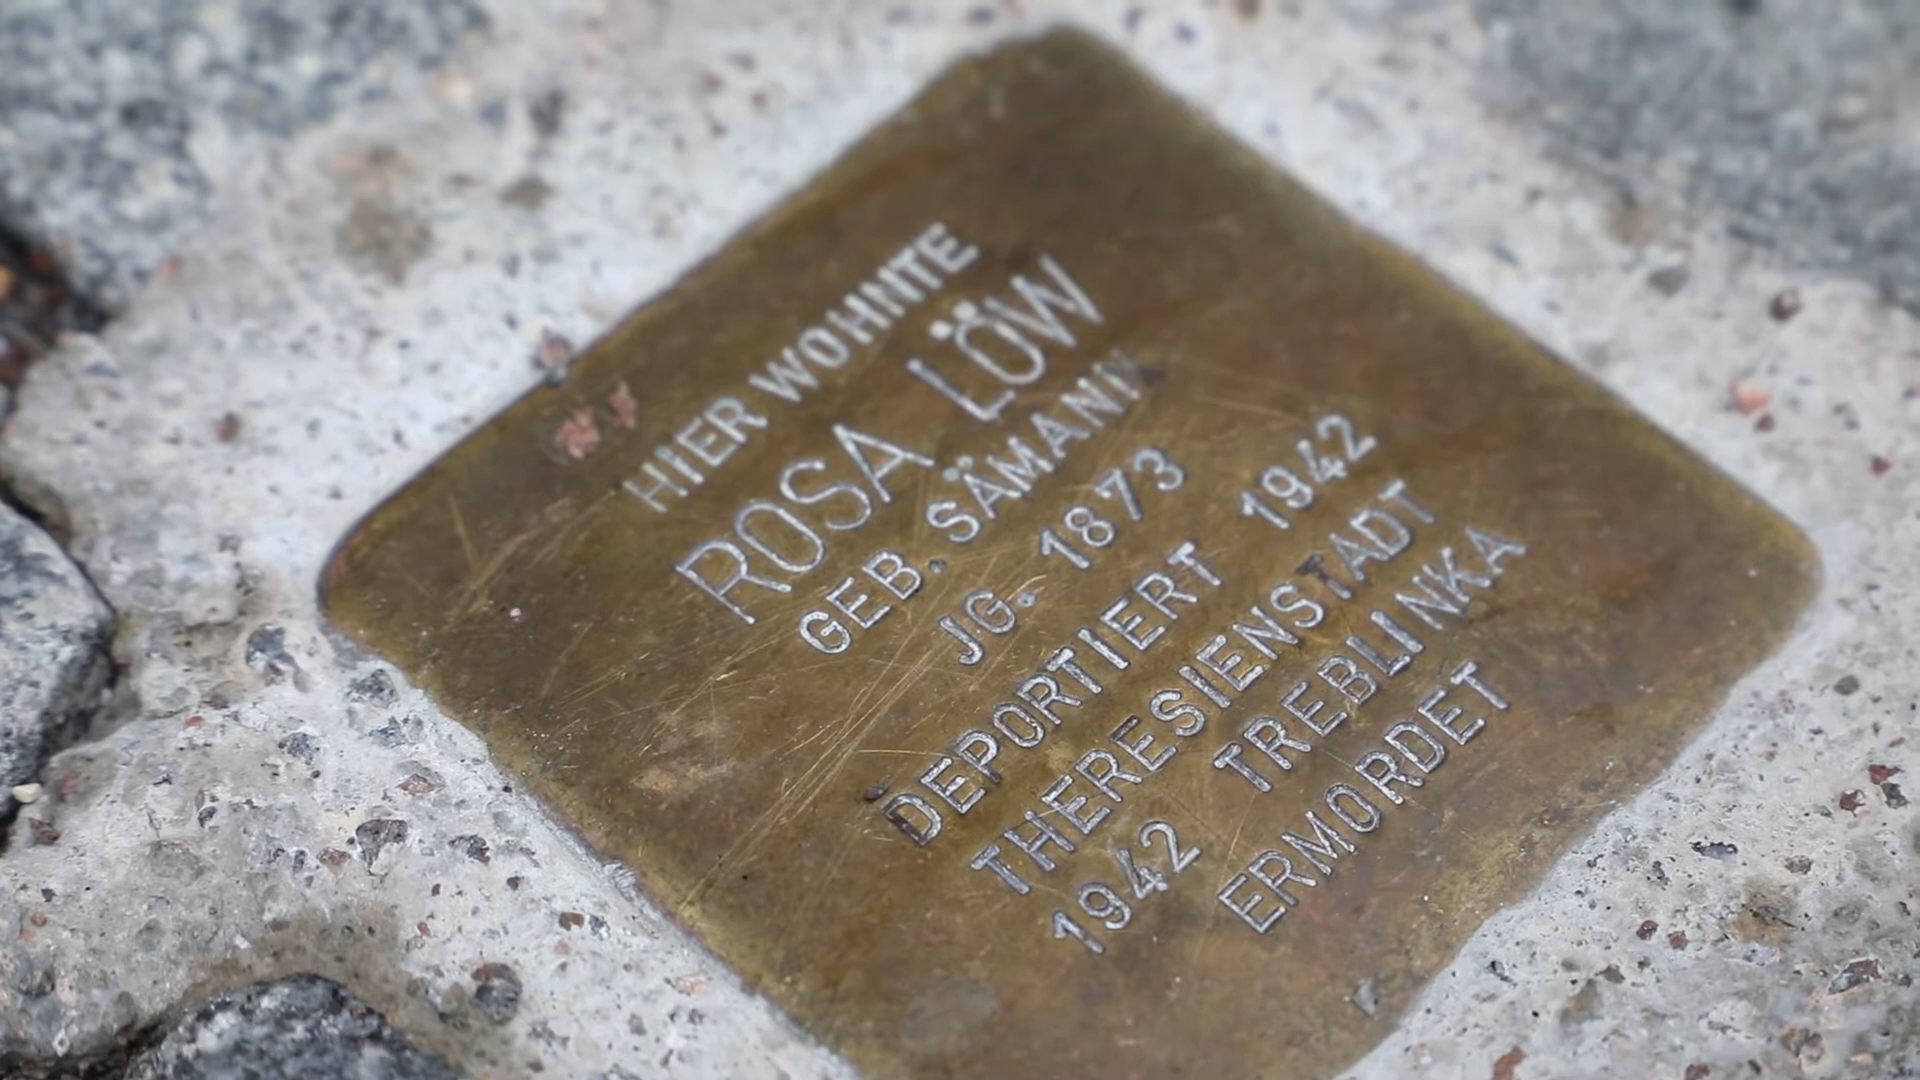 HIER WOHNTE
ROSA LÖW
GEB. SÄMANN
JG. 1873
DEPORTIERT 1942
THERESIENSTADT
1942 TREBLINKA
ERMORDET